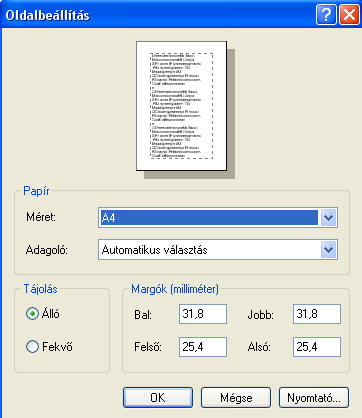 Oldalbeállítás
Papír
Méret: A4
Adagoló: Automatikus választás
Tájolás
Álló
Fekvő
Margók (milliméter)
Bal: 31,8 Jobb: 31,8
Felső: 25,4 Alsó: 25,4
OK Mégse Nyomtató...